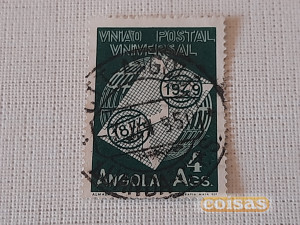 VNIAO POSTAL
VNIVERSAL
1949
1874
4
ANGOLA AGS.
coisas